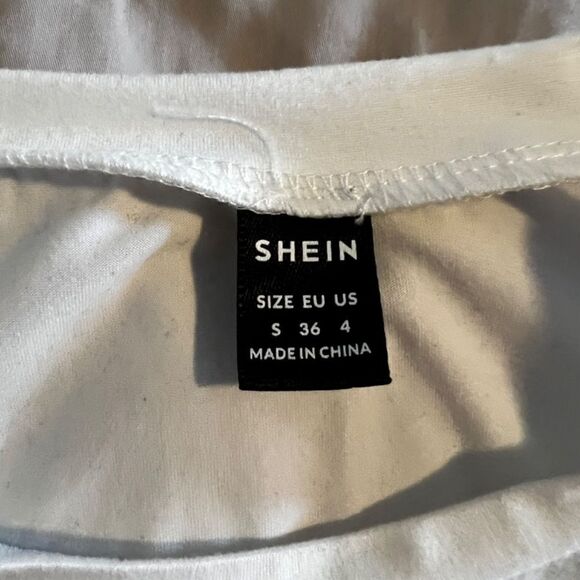 SHEIN
SIZE EU US
S 36 4
MADE IN CHINA